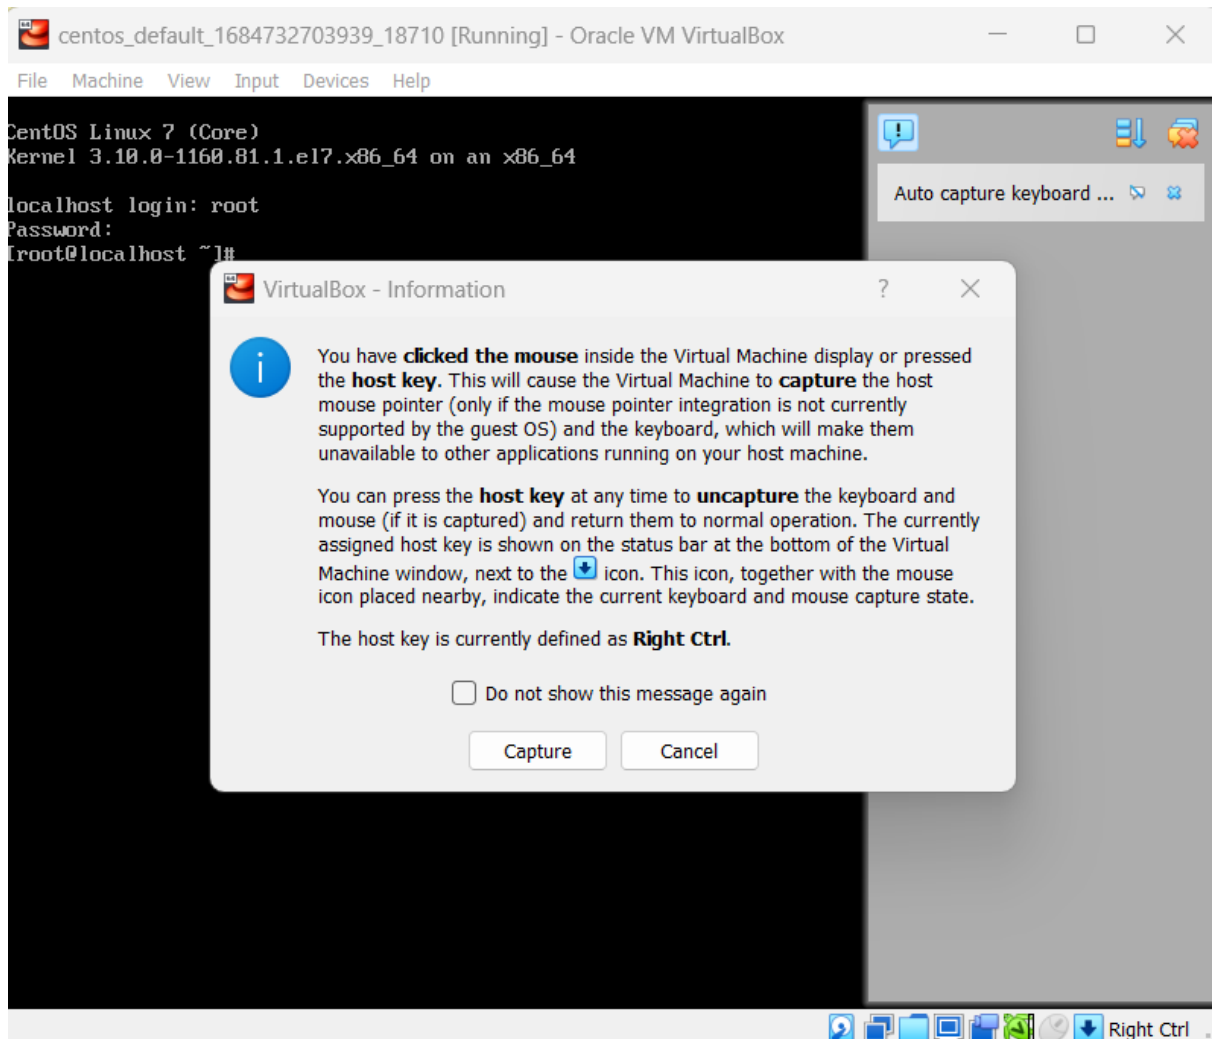 centos_default_1684732703939_18710 [Running] - Oracle VM VirtualBox
File Machine View Input Devices Help
CentOS Linux 7 (Core)
Kernel 3.10.0-1160.81.1.el7.x86_64 on an x86_64
localhost login: root
Password:
[root@localhost ~]#
Auto capture keyboard ...
VirtualBox - Information
You have clicked the mouse inside the Virtual Machine display or pressed
the host key. This will cause the Virtual Machine to capture the host
mouse pointer (only if the mouse pointer integration is not currently
supported by the guest OS) and the keyboard, which will make them
unavailable to other applications running on your host machine.
You can press the host key at any time to uncapture the keyboard and
mouse (if it is captured) and return them to normal operation. The currently
assigned host key is shown on the status bar at the bottom of the Virtual
Machine window, next to the icon. This icon, together with the mouse
icon placed nearby, indicate the current keyboard and mouse capture state.
The host key is currently defined as Right Ctrl.
Do not show this message again
Capture Cancel
Right Ctrl